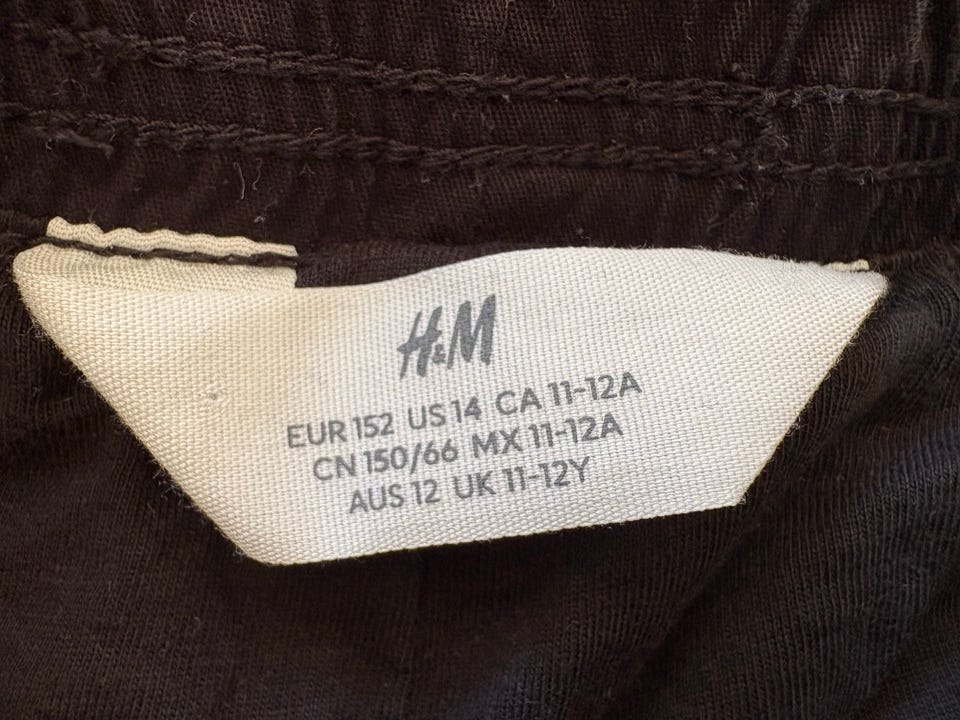 H&M
EUR 152 US 14 CA 11-12A
CN 150/66 MX 11-12A
AUS 12 UK 11-12Y